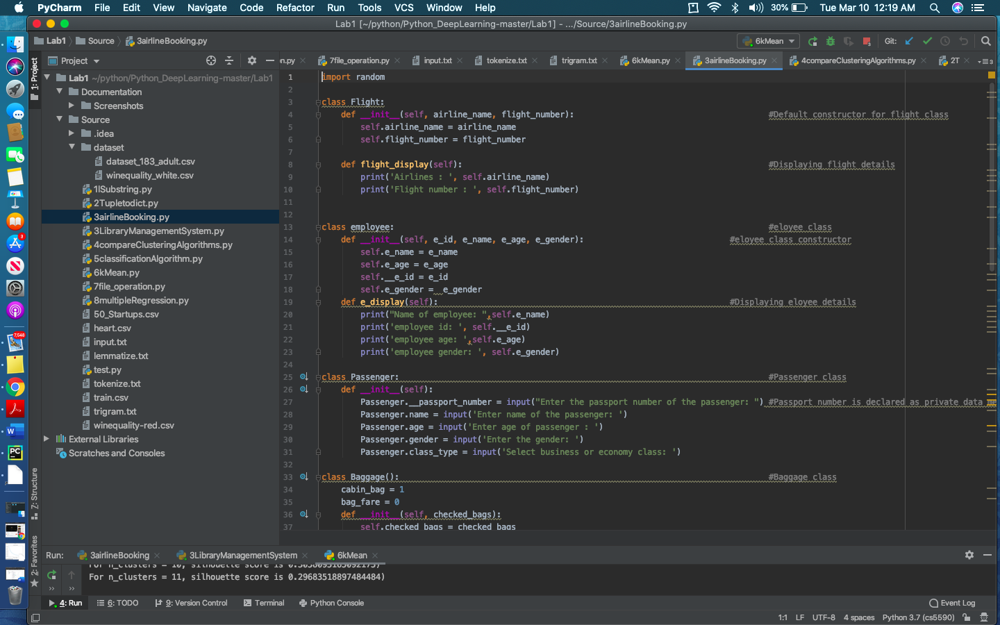 PyCharm File Edit View Navigate Code Refactor Run Tools VCS Window Help 30% Tue Mar 10 12:19 AM
Lab1 [~/python/Python_DeepLearning-master/Lab1] - .../Source/3airlineBooking.py
Lab1 Source 3airlineBooking.py 6kMean Git:
Project n.py 7file_operation.py input.txt tokenize.txt trigram.txt 6kMean.py 3airlineBooking.py 4compareClusteringAlgorithms.py 2T 3
1: Project
Lab1 ~/python/Python_DeepLearning-master/Lab1
Documentation
Screenshots
Source
.idea
dataset
dataset_183_adult.csv
winequality_white.csv
1lSubstring.py
2Tupletodict.py
3airlineBooking.py
3LibraryManagementSystem.py
4compareClusteringAlgorithms.py
5classificationAlgorithm.py
6kMean.py
7file_operation.py
8multipleRegression.py
50_Startups.csv
heart.csv
input.txt
lemmatize.txt
test.py
tokenize.txt
train.csv
trigram.txt
winequality-red.csv
External Libraries
Scratches and Consoles
3
7,548
Z: Structure
2: Favorites
1 import random
2
3 class Flight:
4 def __init__(self, airline_name, flight_number): #Default constructor for flight class
5 self.airline_name = airline_name
6 self.flight_number = flight_number
7
8 def flight_display(self): #Displaying flight details
9 print('Airlines : ', self.airline_name)
10 print('Flight number : ', self.flight_number)
11
12
13 class employee: #eloyee class
14 def __init__(self, e_id, e_name, e_age, e_gender): #eloyee class constructor
15 self.e_name = e_name
16 self.e_age = e_age
17 self.__e_id = e_id
18 self.e_gender =  e_gender
19 def e_display(self): #Displaying eloyee details
20 print("Name of employee: ",self.e_name)
21 print('employee id: ', self.__e_id)
22 print('employee age: ',self.e_age)
23 print('employee gender: ', self.e_gender)
24
25 class Passenger: #Passenger class
26 def __init__(self):
27 Passenger.__passport_number = input("Enter the passport number of the passenger: ") #Passport number is declared as private data
28 Passenger.name = input('Enter name of the passenger: ')
29 Passenger.age = input('Enter age of passenger : ')
30 Passenger.gender = input('Enter the gender: ')
31 Passenger.class_type = input('Select business or economy class: ')
32
33 class Baggage(): #Baggage class
34 cabin_bag = 1
35 bag_fare = 0
36 def __init__(self, checked_bags):
37 self.checked_bags = checked_bags
Run: 3airlineBooking 3LibraryManagementSystem 6kMean
For n_clusters = 11, silhouette score is 0.29683518897484484)
4: Run 6: TODO 9: Version Control Terminal Python Console Event Log
1:1 LF UTF-8 4 spaces Python 3.7 (cs5590)